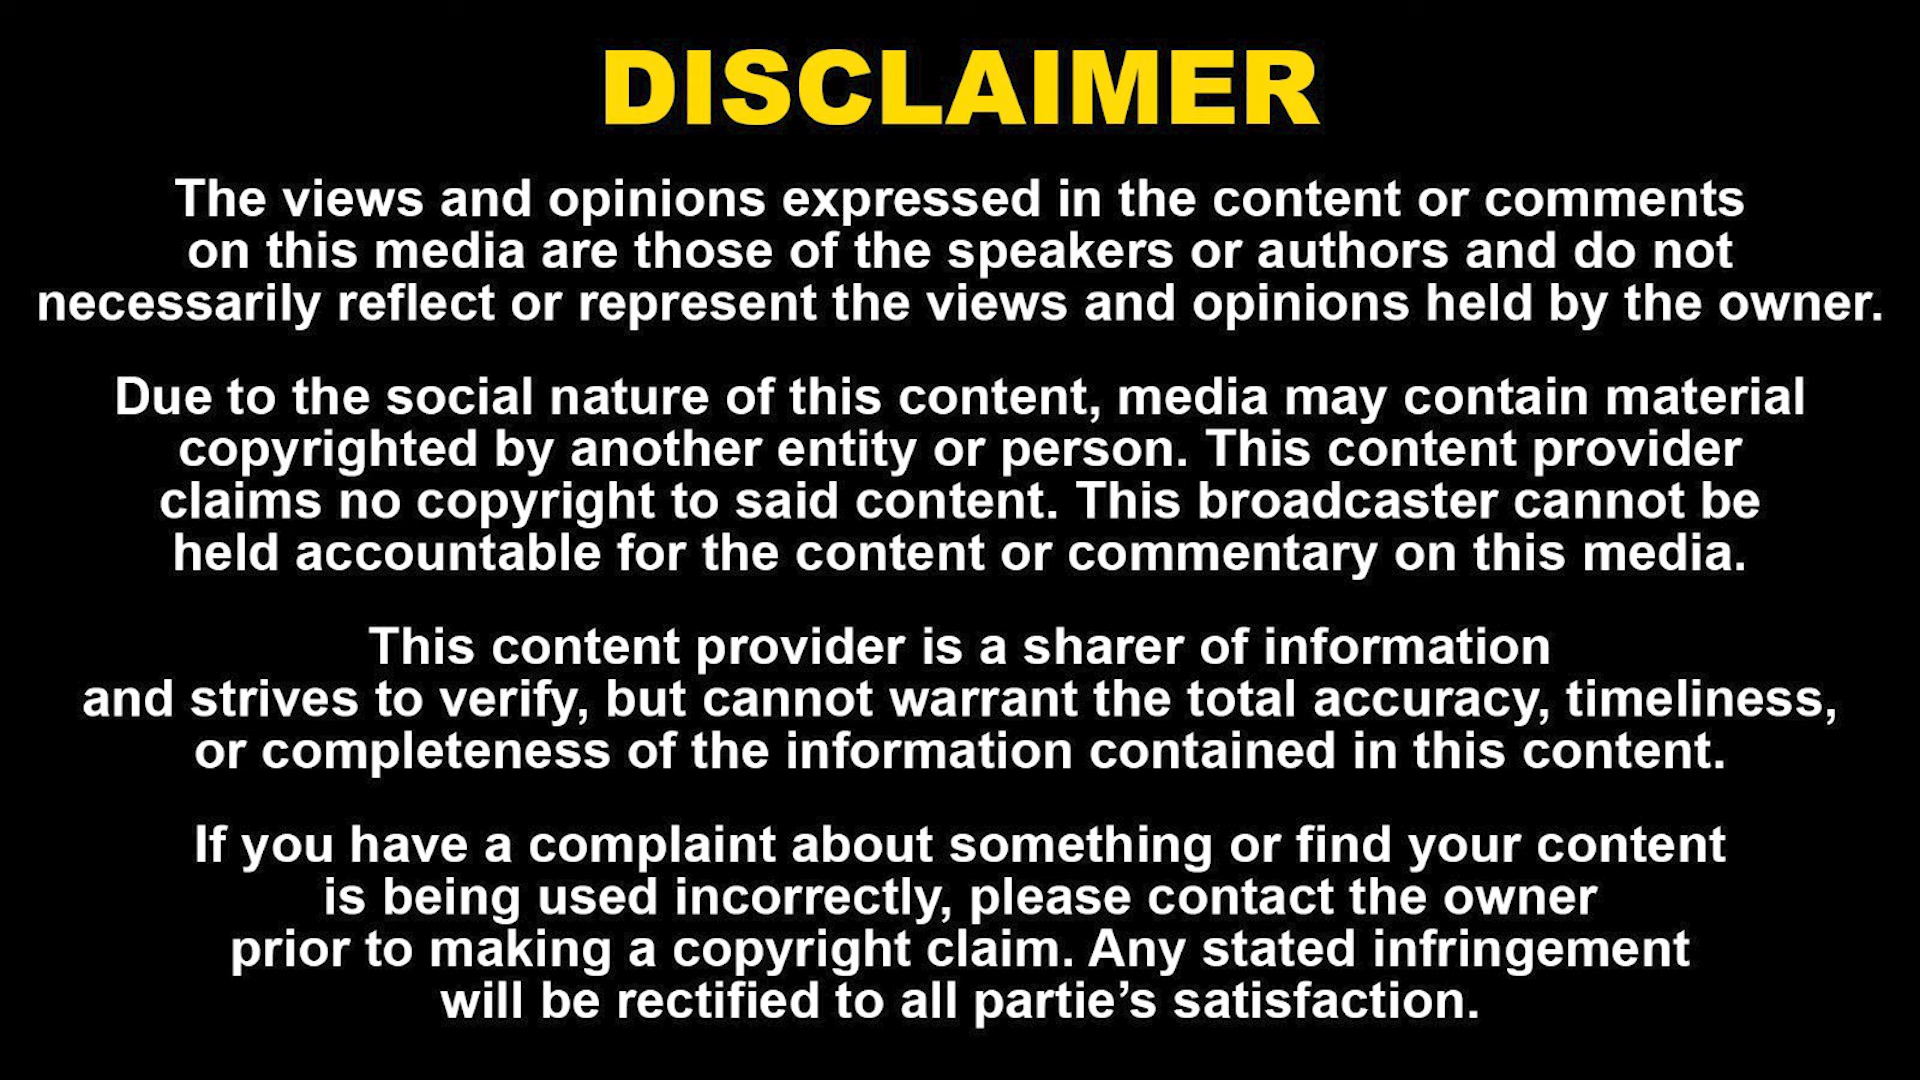 DISCLAIMER
The views and opinions expressed in the content or comments
on this media are those of the speakers or authors and do not
necessarily reflect or represent the views and opinions held by the owner.
Due to the social nature of this content, media may contain material
copyrighted by another entity or person. This content provider
claims no copyright to said content. This broadcaster cannot be
held accountable for the content or commentary on this media.
This content provider is a sharer of information
and strives to verify, but cannot warrant the total accuracy, timeliness,
or completeness of the information contained in this content.
If you have a complaint about something or find your content
is being used incorrectly, please contact the owner
prior to making a copyright claim. Any stated infringement
will be rectified to all partie’s satisfaction.